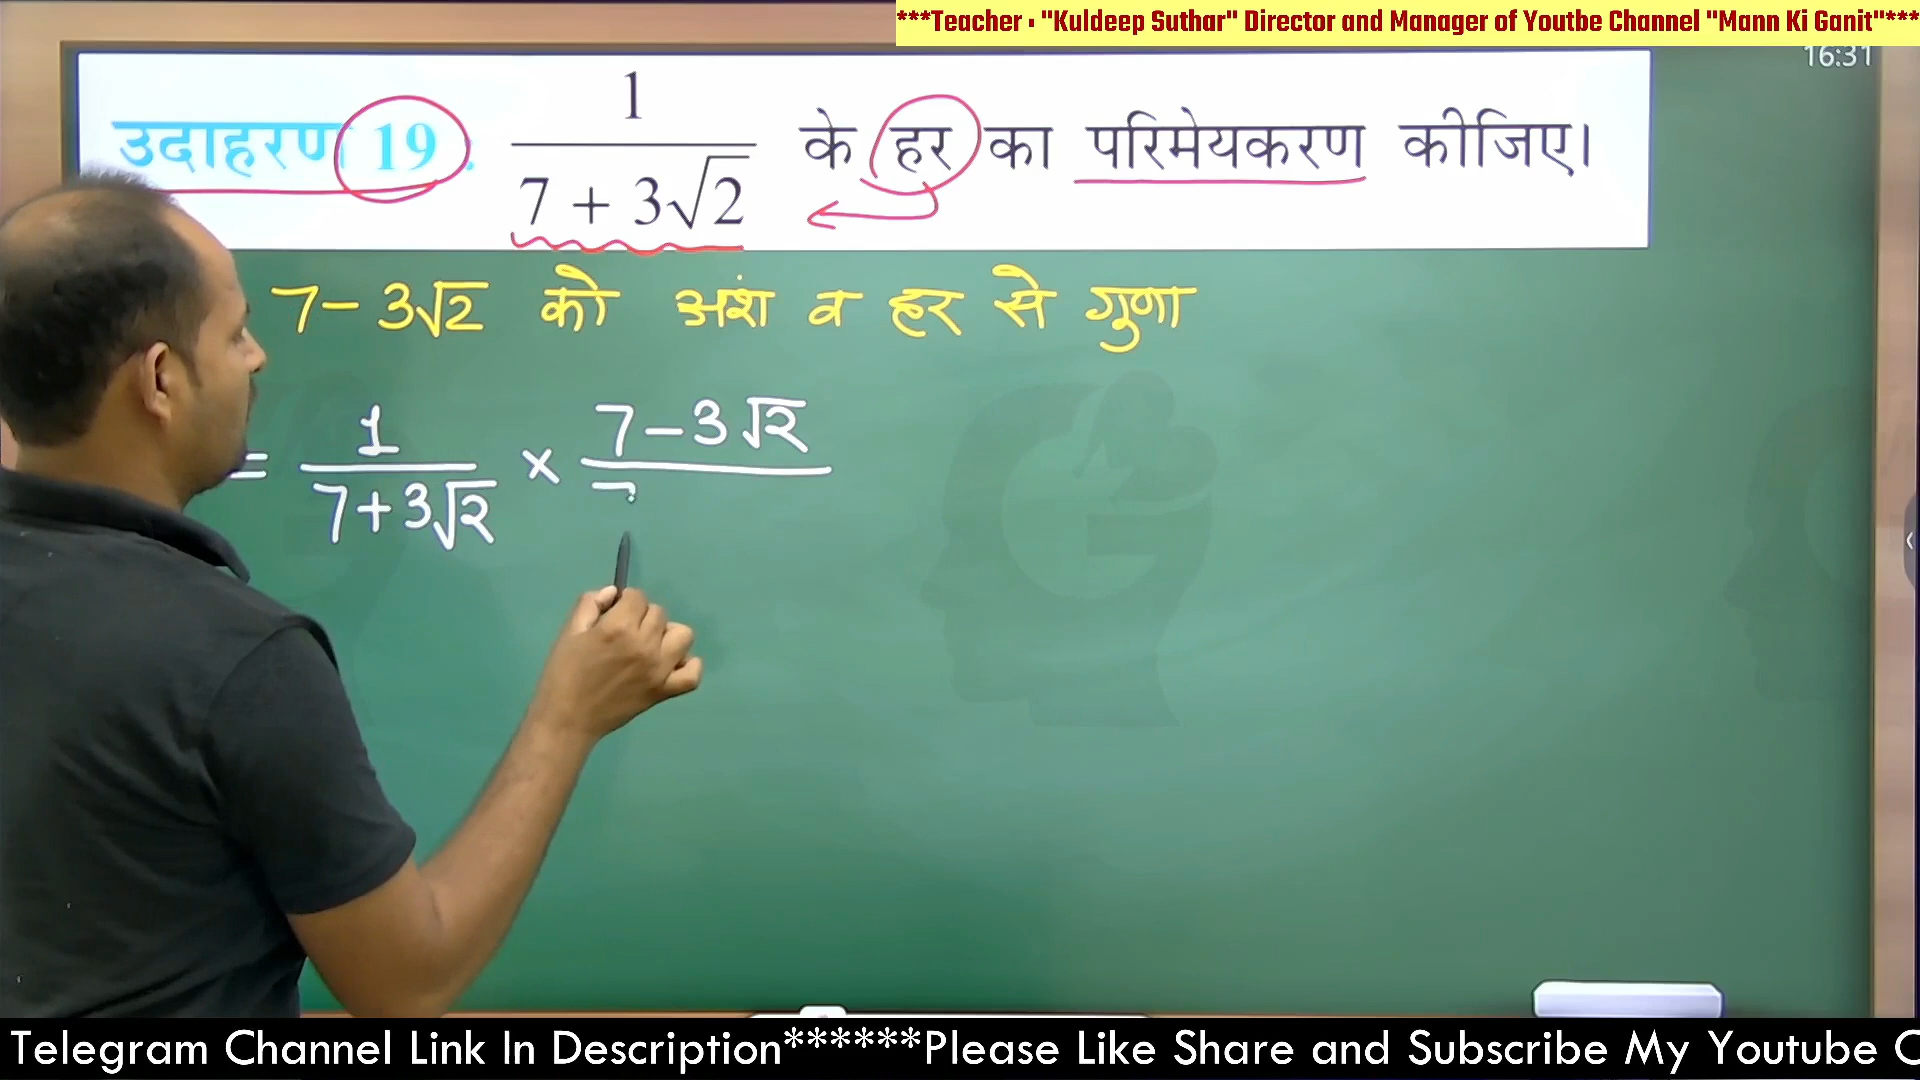 ***Teacher : "Kuldeep Suthar" Director and Manager of Youtbe Channel "Mann Ki Ganit"***
16:31
उदाहरण 19 : 1/(7 + 3√2) के हर का परिमेयकरण कीजिए।
7-3√2 को अंश व हर से गुणा
= 1/(7+3√2) × (7-3√2)/7
Telegram Channel Link In Description******Please Like Share and Subscribe My Youtube C